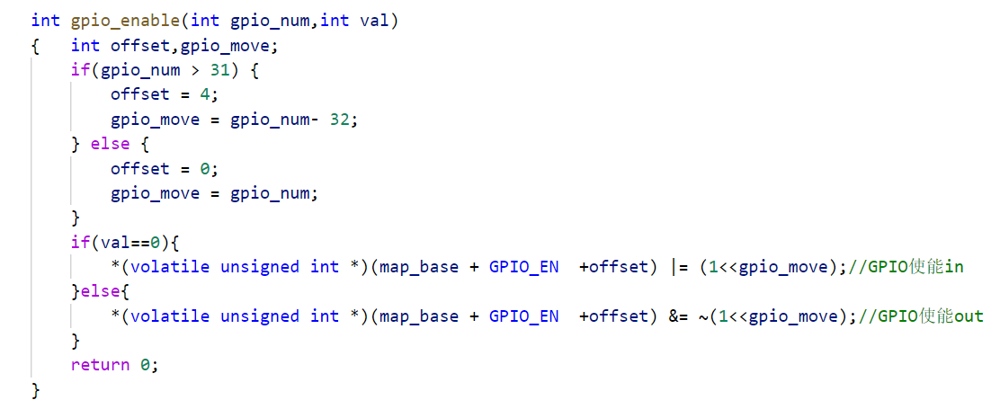 int gpio_enable(int gpio_num,int val)
{   int offset,gpio_move;
    if(gpio_num > 31) {
        offset = 4;
        gpio_move = gpio_num- 32;
    } else {
        offset = 0;
        gpio_move = gpio_num;
    }
    if(val==0){
        *(volatile unsigned int *)(map_base + GPIO_EN  +offset) |= (1<<gpio_move);//GPIO使能in
    }else{
        *(volatile unsigned int *)(map_base + GPIO_EN  +offset) &= ~(1<<gpio_move);//GPIO使能out
    }
    return 0;
}